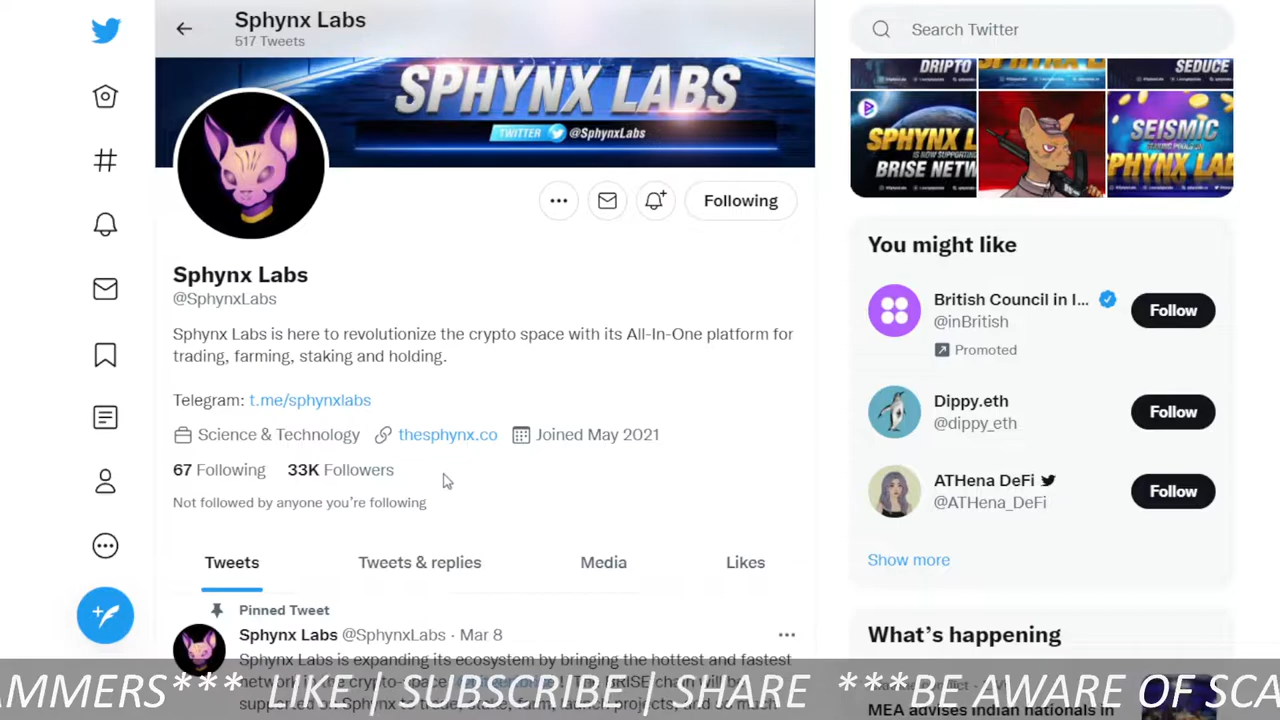 Sphynx Labs
517 Tweets
SPHYNX LABS
TWITTER @SphynxLabs
Following
Sphynx Labs
@SphynxLabs
Sphynx Labs is here to revolutionize the crypto space with its All-In-One platform for
trading, farming, staking and holding.
Telegram: t.me/sphynxlabs
Science & Technology thesphynx.co Joined May 2021
67 Following 33K Followers
Not followed by anyone you're following
Tweets Tweets & replies Media Likes
Pinned Tweet
Sphynx Labs @SphynxLabs · Mar 8
Sphynx Labs is expanding its ecosystem by bringing the hottest and fastest
Search Twitter
DRIPTO
SEDUCE
SPHYNX L
IS NOW SUPPORTING
BRISE NETW
SEISMIC
PHYNX LAB
You might like
British Council in I...
@inBritish
Promoted
Follow
Dippy.eth
@dippy_eth
Follow
ATHena DeFi
@ATHena_DeFi
Follow
Show more
What's happening
MEA advises Indian nationals in
AMMERS*** LIKE | SUBSCRIBE | SHARE ***BE AWARE OF SCA